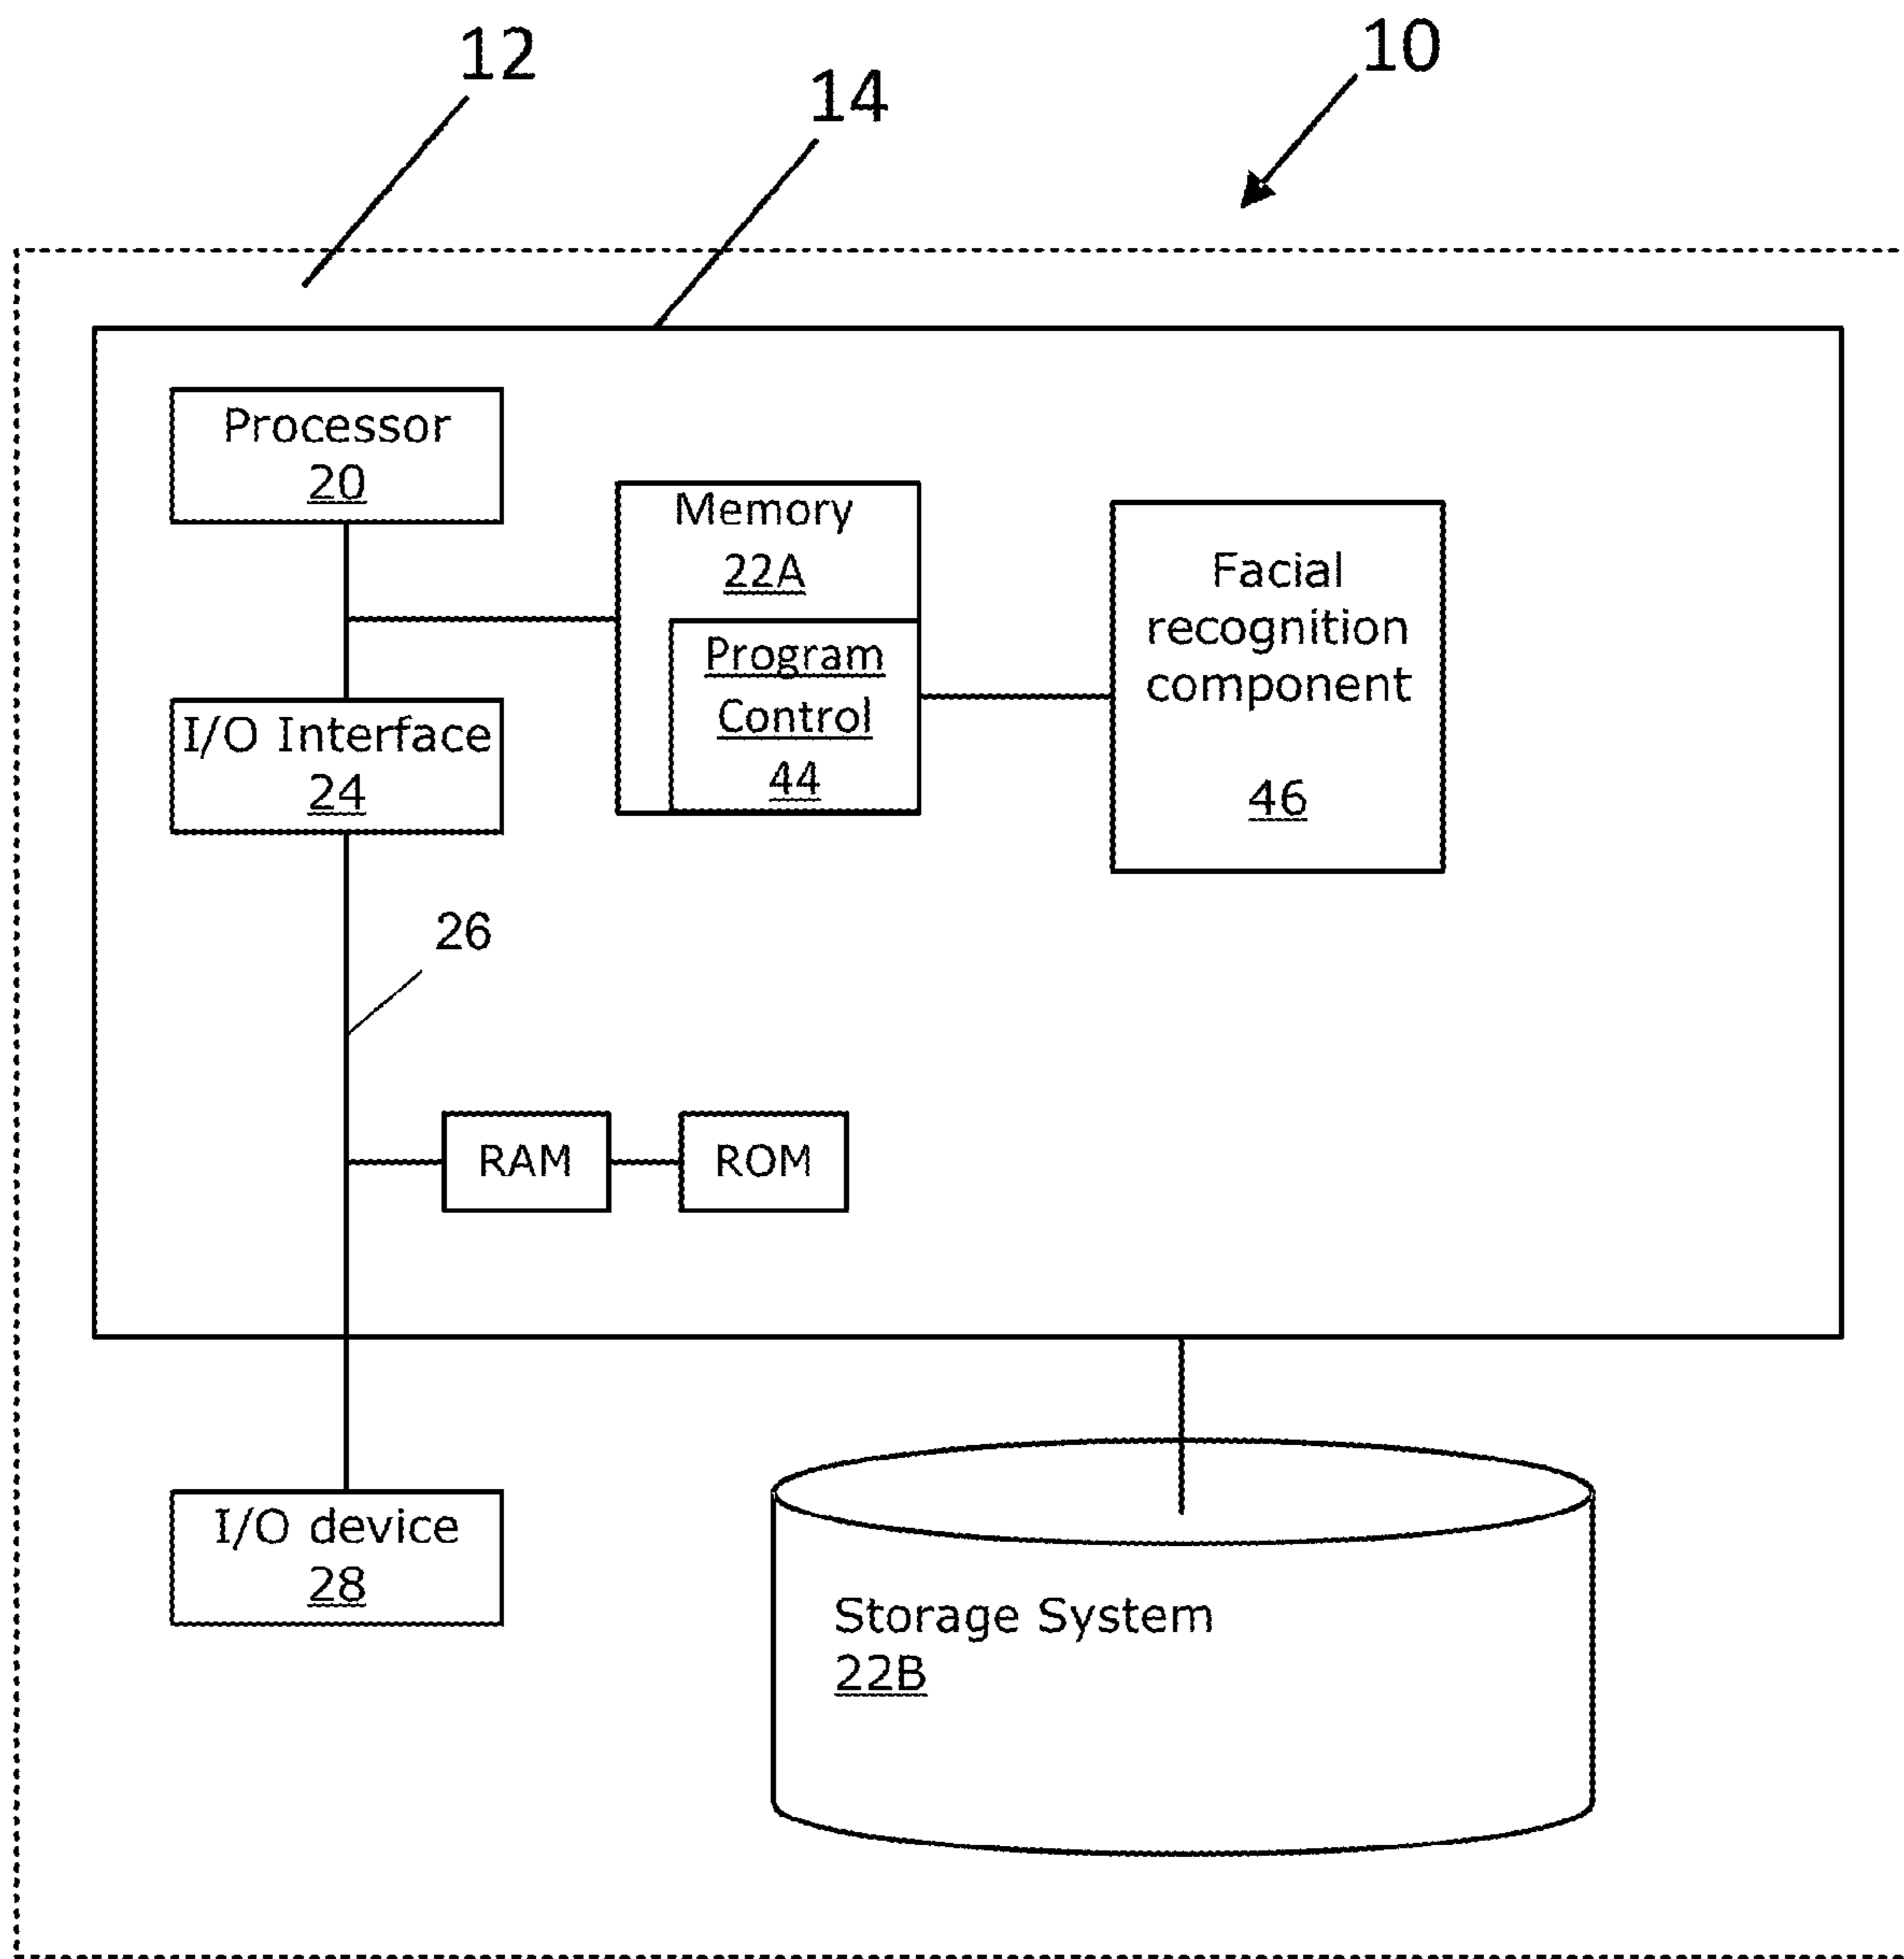 12
14
10
Processor
20
Memory
22A
Program
Control
44
Facial
recognition
component
46
I/O Interface
24
26
RAM
ROM
I/O device
28
Storage System
22B